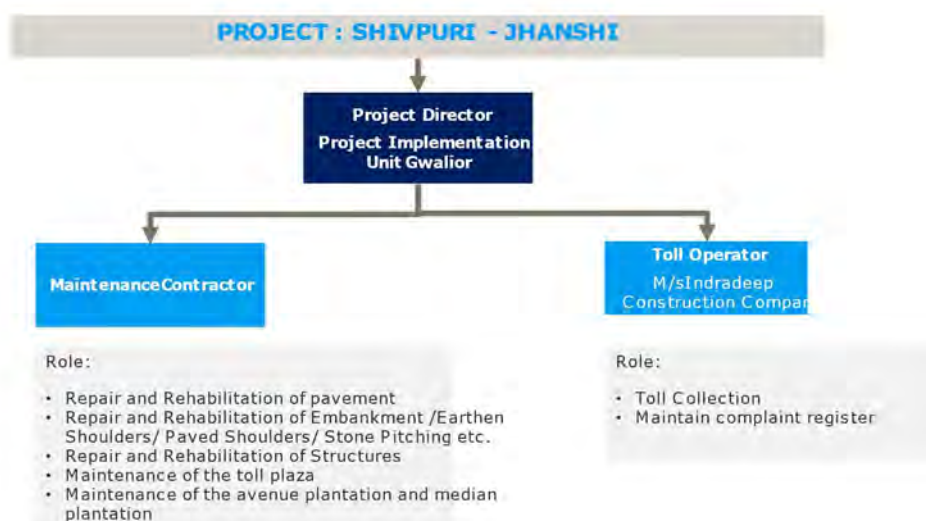 PROJECT : SHIVPURI - JHANSHI
Project Director
Project Implementation
Unit Gwalior
MaintenanceContractor
Toll Operator
M/sIndradeep
Construction Compan
Role:
• Repair and Rehabilitation of pavement
• Repair and Rehabilitation of Embankment /Earthen
Shoulders/ Paved Shoulders/ Stone Pitching etc.
• Repair and Rehabilitation of Structures
• Maintenance of the toll plaza
• Maintenance of the avenue plantation and median
plantation
Role:
• Toll Collection
• Maintain complaint register